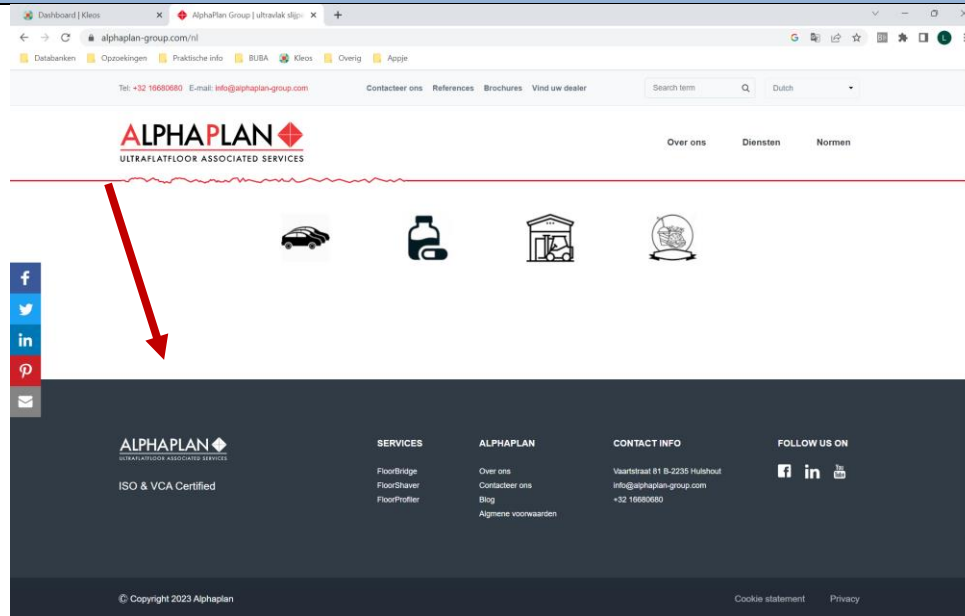 Dashboard | Kleos
AlphaPlan Group | ultravlak slijp
alphaplan-group.com/nl
Databanken Opzoekingen Praktische info BUBA Kleos Overig Appje
Tel: +32 16680680 E-mail: info@alphaplan-group.com Contacteer ons References Brochures Vind uw dealer Search term Dutch
ALPHAPLAN
ULTRAFLATFLOOR ASSOCIATED SERVICES
Over ons Diensten Normen
ALPHAPLAN
ULTRAFLATFLOOR ASSOCIATED SERVICES
ISO & VCA Certified
SERVICES
FloorBridge
FloorShaver
FloorProfiler
ALPHAPLAN
Over ons
Contacteer ons
Blog
Algmene voorwaarden
CONTACT INFO
Vaartstraat 81 B-2235 Hulshout
info@alphaplan-group.com
+32 16680680
FOLLOW US ON
You
Tube
© Copyright 2023 Alphaplan
Cookie statement Privacy